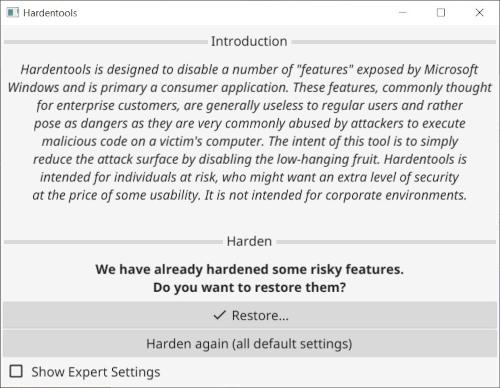 Hardentools
Introduction
Hardentools is designed to disable a number of "features" exposed by Microsoft
Windows and is primary a consumer application. These features, commonly thought
for enterprise customers, are generally useless to regular users and rather
pose as dangers as they are very commonly abused by attackers to execute
malicious code on a victim's computer. The intent of this tool is to simply
reduce the attack surface by disabling the low-hanging fruit. Hardentools is
intended for individuals at risk, who might want an extra level of security
at the price of some usability. It is not intended for corporate environments.
Harden
We have already hardened some risky features.
Do you want to restore them?
Restore...
Harden again (all default settings)
Show Expert Settings